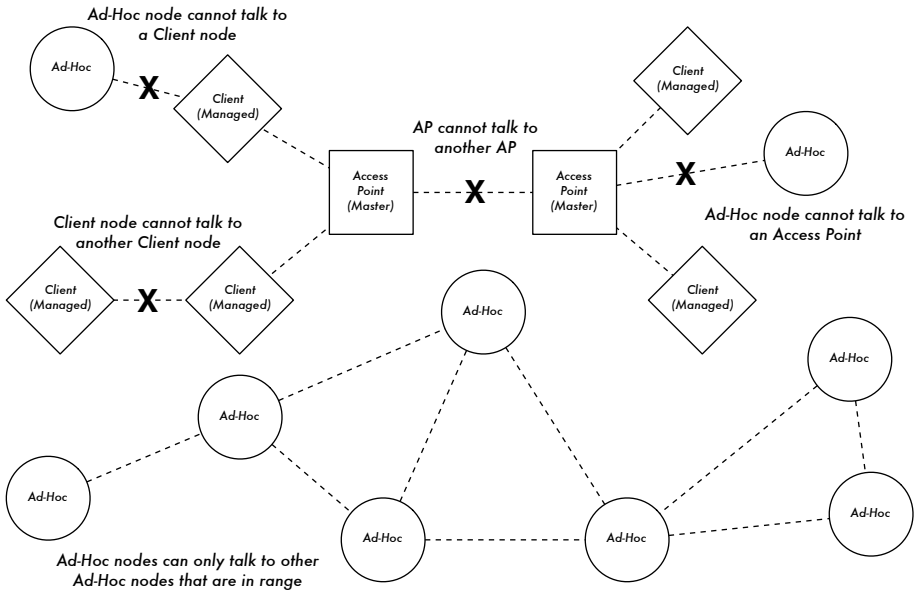 Ad-Hoc node cannot talk to
a Client node
Ad-Hoc
X
Client
(Managed)
Client
(Managed)
AP cannot talk to
another AP
Access
Point
(Master)
X
Access
Point
(Master)
X
Ad-Hoc
Ad-Hoc node cannot talk to
an Access Point
Client node cannot talk to
another Client node
Client
(Managed)
X
Client
(Managed)
Client
(Managed)
Ad-Hoc
Ad-Hoc
Ad-Hoc
Ad-Hoc
Ad-Hoc
Ad-Hoc
Ad-Hoc
Ad-Hoc nodes can only talk to other
Ad-Hoc nodes that are in range